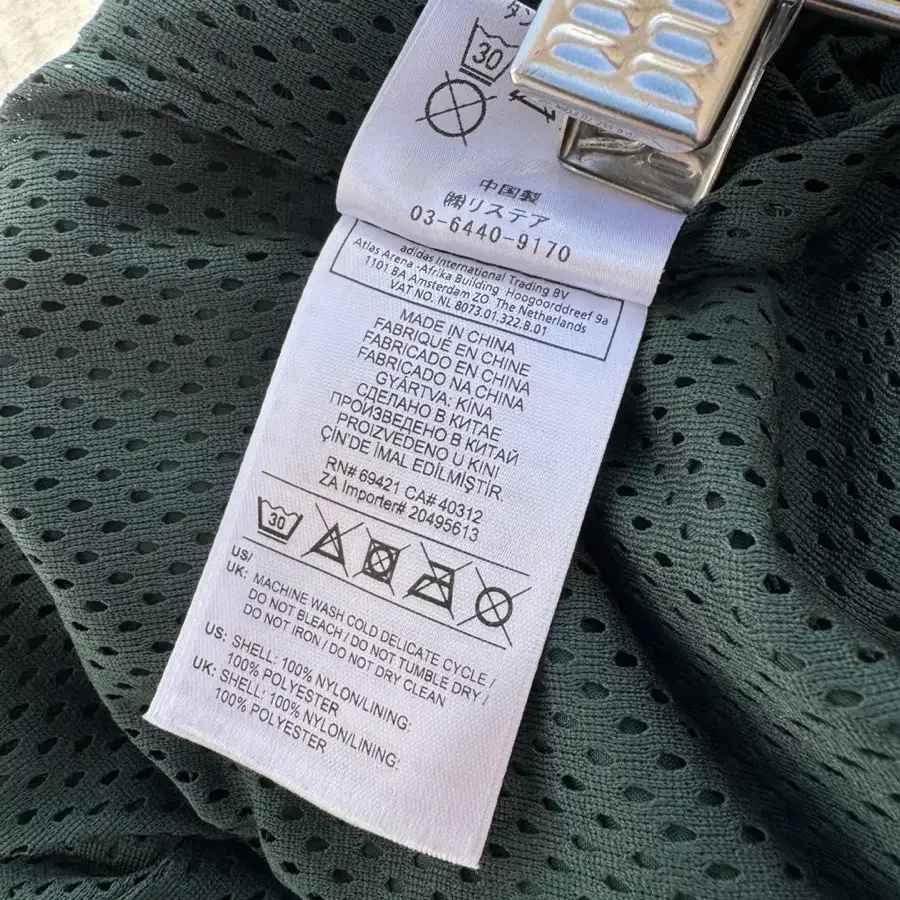 30
中国製
㈱リステア
03-6440-9170
adidas International Trading BV
Atlas Arena -Afrika Building Hoogoorddreef 9a
1101 BA Amsterdam ZO The Netherlands
VAT NO. NL 8073.01.322.B.01
MADE IN CHINA
FABRIQUÉ EN CHINE
FABRICADO EN CHINA
FABRICADO NA CHINA
GYÁRTVA: KÍNA
СДЕЛАНО В КИТАЕ
ПРОИЗВЕДЕНО В КИТАЙ
PROIZVEDENO U KINI
ÇİN'DE İMAL EDİLMİŞTİR
RN# 69421 CA# 40312
ZA Importer# 20495613
30
US/
UK: MACHINE WASH COLD DELICATE CYCLE /
DO NOT BLEACH / DO NOT TUMBLE DRY /
DO NOT IRON / DO NOT DRY CLEAN
US: SHELL: 100% NYLON/LINING:
100% POLYESTER
UK: SHELL: 100% NYLON/LINING:
100% POLYESTER